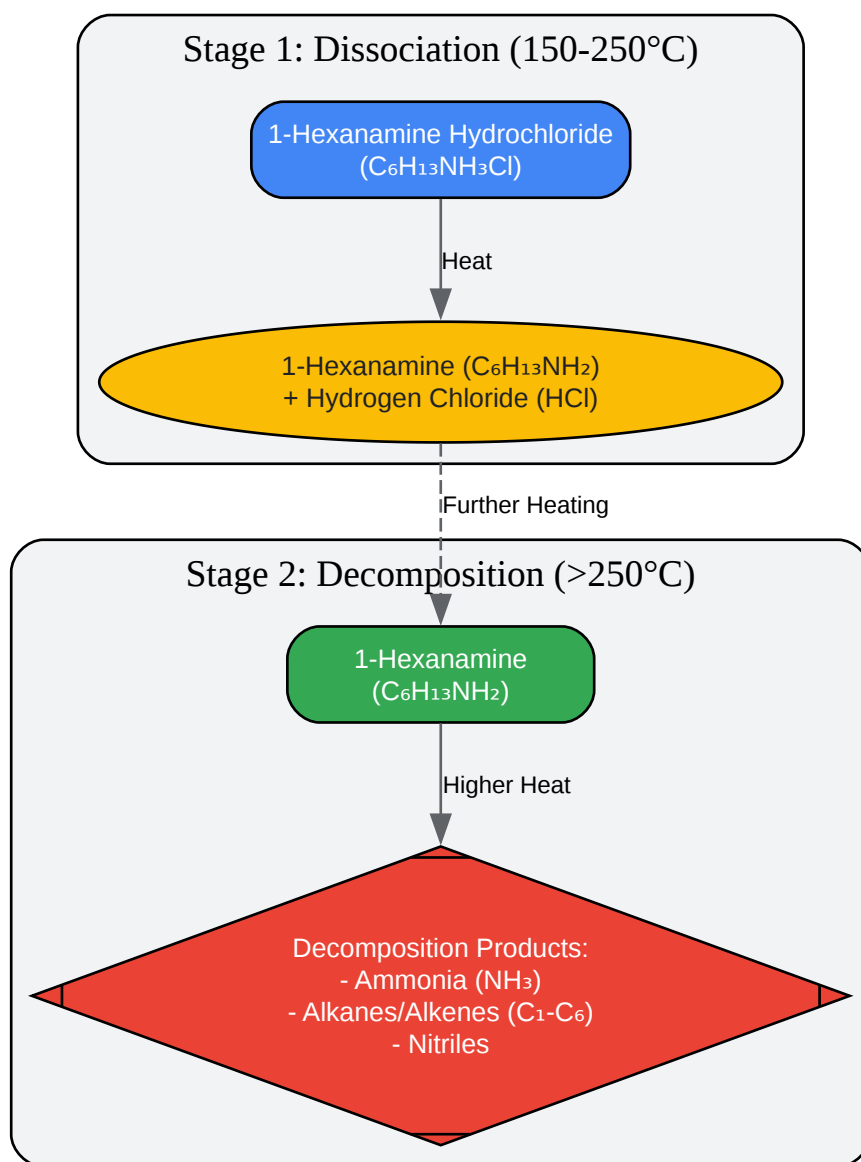 Stage 1: Dissociation (150-250°C)
1-Hexanamine Hydrochloride
(C₆H₁₃NH₃Cl)
Heat
1-Hexanamine (C₆H₁₃NH₂)
+ Hydrogen Chloride (HCl)
Further Heating
Stage 2: Decomposition (>250°C)
1-Hexanamine
(C₆H₁₃NH₂)
Higher Heat
Decomposition Products:
- Ammonia (NH₃)
- Alkanes/Alkenes (C₁-C₆)
- Nitriles